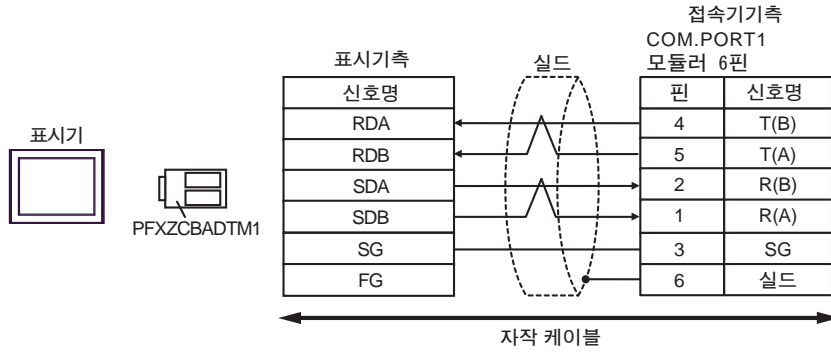 접속기기측
COM.PORT1
표시기측 실드 모듈러 6핀
신호명 핀 신호명
RDA 4 T(B)
표시기
RDB 5 T(A)
SDA 2 R(B)
SDB 1 R(A)
PFXZCBADTM1
SG 3 SG
FG 6 실드
자작 케이블